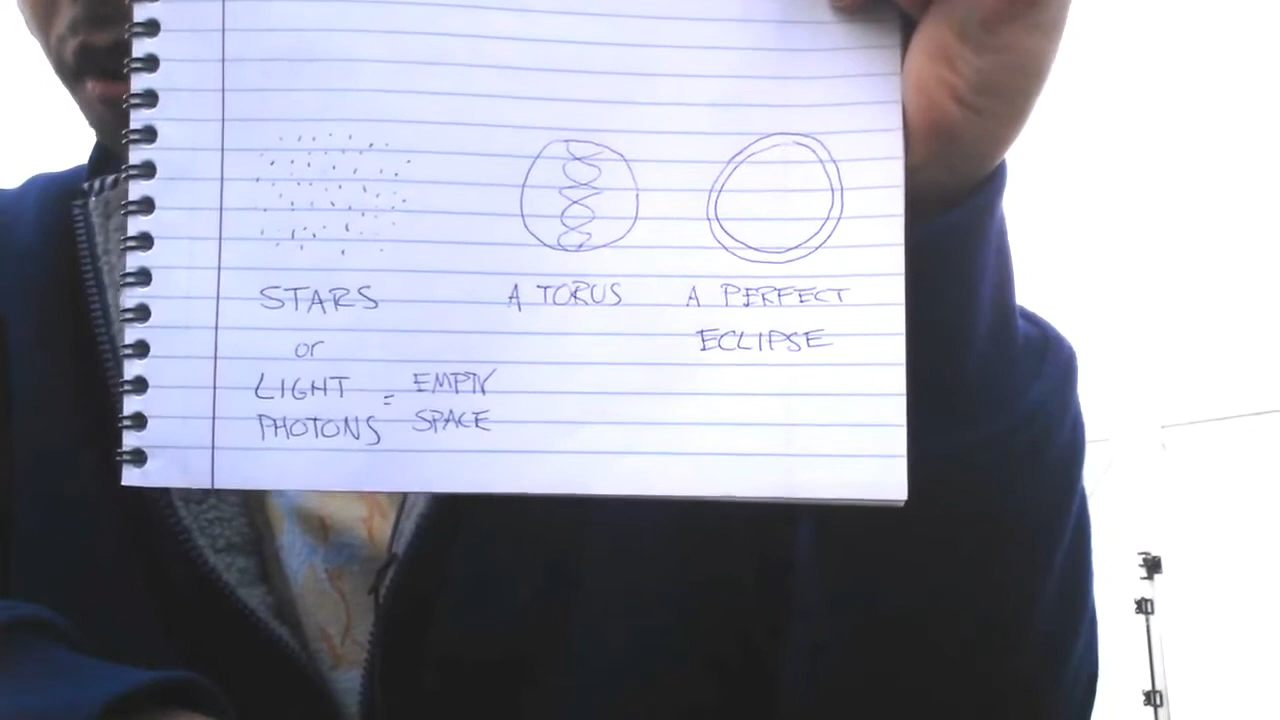 STARS
or
LIGHT = EMPTY
PHOTONS SPACE
A TORUS
A PERFECT
ECLIPSE